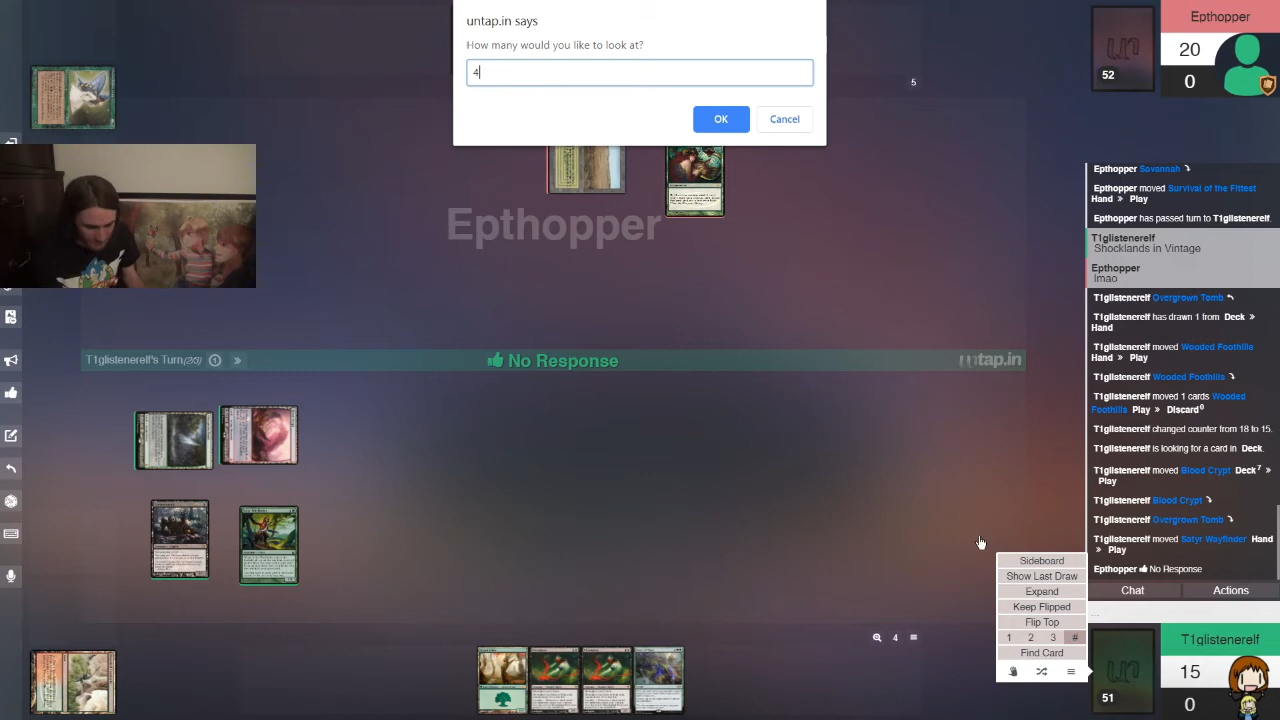 untap.in says
How many would you like to look at?
4
OK
Cancel
5
52
Epthopper
20
0
Epthopper
Epthopper Savannah
Epthopper moved Survival of the Fittest
Hand » Play
Epthopper has passed turn to T1glistenerelf.
T1glistenerelf
Shocklands in Vintage
Epthopper
lmao
T1glistenerelf Overgrown Tomb
T1glistenerelf has drawn 1 from Deck »
Hand
T1glistenerelf moved Wooded Foothills
Hand » Play
T1glistenerelf Wooded Foothills
T1glistenerelf moved 1 cards Wooded
Foothills Play » Discard
T1glistenerelf changed counter from 18 to 15.
T1glistenerelf is looking for a card in Deck.
T1glistenerelf moved Blood Crypt Deck7 »
Play
T1glistenerelf Blood Crypt
T1glistenerelf Overgrown Tomb
T1glistenerelf moved Satyr Wayfinder Hand
» Play
Epthopper No Response
T1glistenerelf's Turn(20) 1 »
No Response
untap.in
Sideboard
Show Last Draw
Expand
Keep Flipped
Flip Top
1 2 3 #
Find Card
Chat
Actions
4
T1glistenerelf
15
0